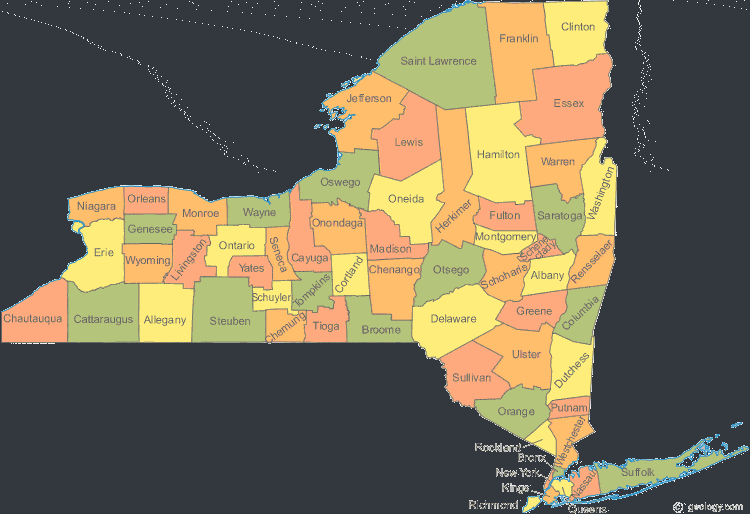 Clinton
Franklin
Saint Lawrence
Essex
Jefferson
Lewis
Hamilton
Warren
Washington
Oswego
Oneida
Herkimer
Niagara
Orleans
Monroe
Wayne
Genesee
Onondaga
Madison
Fulton
Saratoga
Montgomery
Erie
Wyoming
Livingston
Ontario
Seneca
Cayuga
Yates
Cortland
Chenango
Otsego
Schoharie
Schenectady
Albany
Rensselaer
Chautauqua
Cattaraugus
Allegany
Steuben
Schuyler
Tompkins
Chemung
Tioga
Broome
Delaware
Greene
Columbia
Ulster
Dutchess
Sullivan
Orange
Putnam
Rockland
Westchester
Bronx
New York
Kings
Richmond
Queens
Nassau
Suffolk
© gwology.com